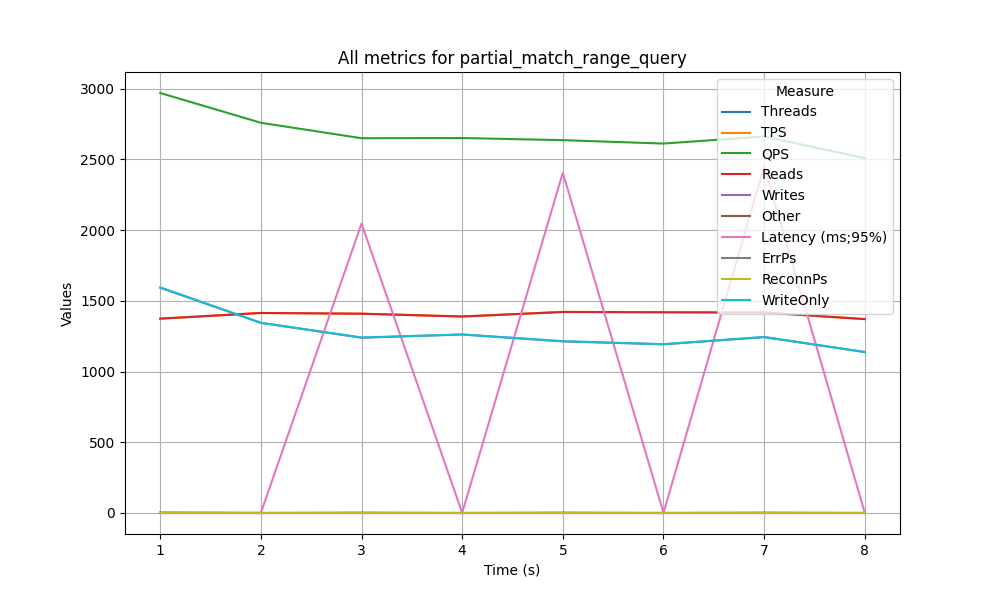 All metrics for partial_match_range_query
Values
3000
2500
2000
1500
1000
500
0
Measure
Threads
TPS
QPS
Reads
Writes
Other
Latency (ms;95%)
ErrPs
ReconnPs
WriteOnly
1 2 3 4 5 6 7 8
Time (s)